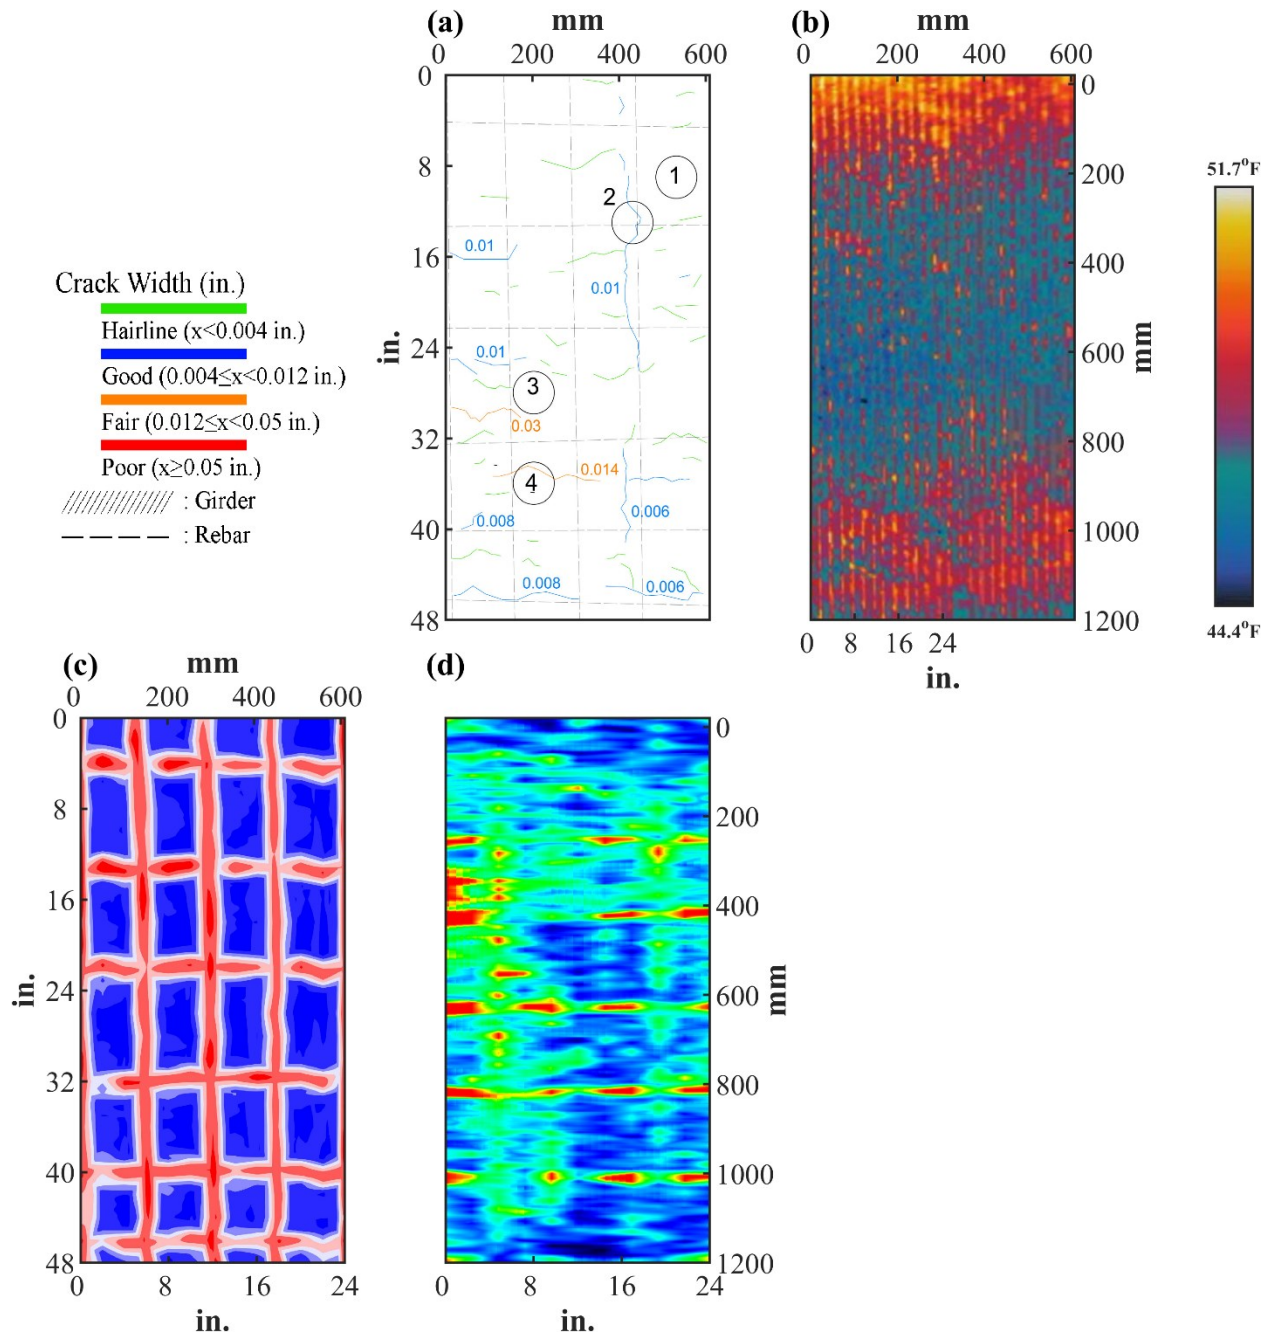 (a)
mm
0 200 400 600
0
8
16
24
32
40
48
in.
1
2
3
4
0.01
0.01
0.01
0.03
0.014
0.008
0.006
0.008
0.006
(b)
mm
0 200 400 600
0
200
400
600
800
1000
1200
mm
0 8 16 24
in.
51.7°F
44.4°F
Crack Width (in.)
Hairline (x<0.004 in.)
Good (0.004≤x<0.012 in.)
Fair (0.012≤x<0.05 in.)
Poor (x≥0.05 in.)
: Girder
: Rebar
(c)
mm
0 200 400 600
0
8
16
24
32
40
48
in.
0 8 16 24
in.
(d)
0
200
400
600
800
1000
1200
mm
0 8 16 24
in.